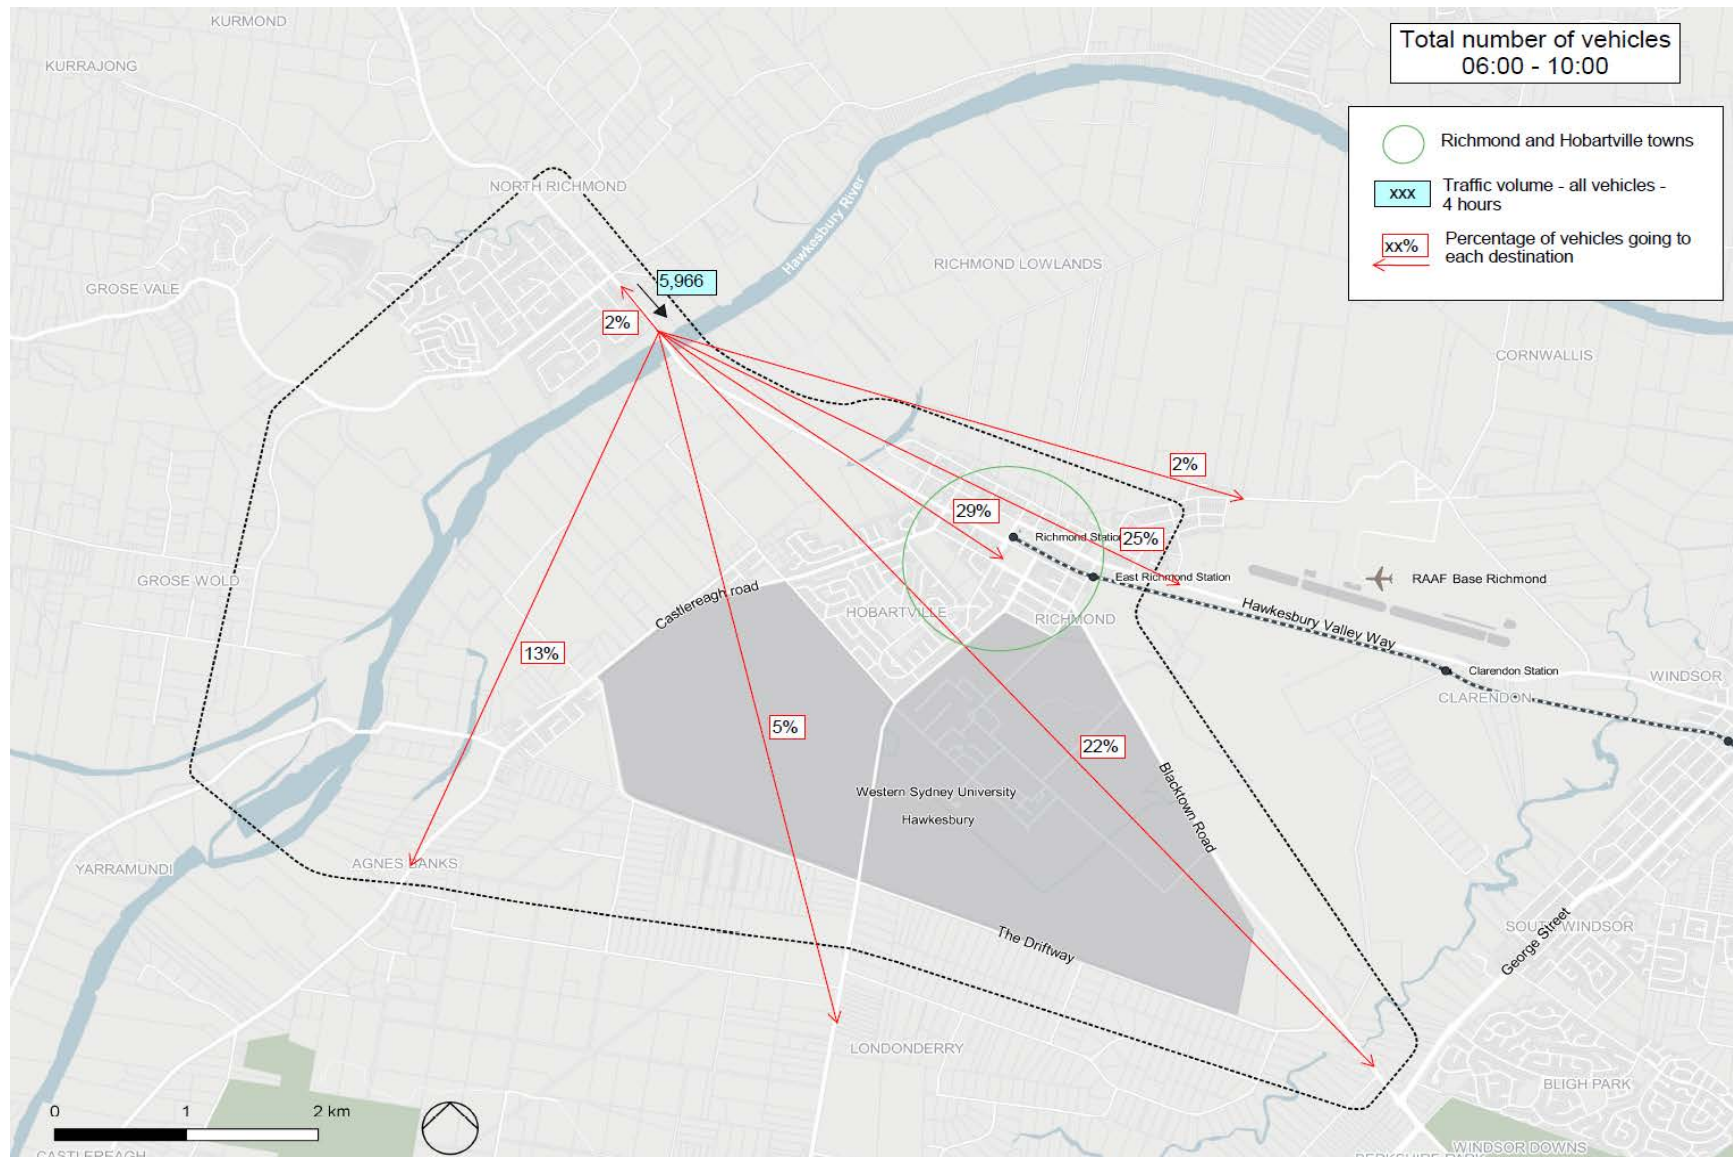 KURMOND
Total number of vehicles
06:00 - 10:00
KURRAJONG
Richmond and Hobartville towns
xxx
Traffic volume - all vehicles -
4 hours
xx%
Percentage of vehicles going to
each destination
NORTH RICHMOND
Hawkesbury River
RICHMOND LOWLANDS
GROSE VALE
5,966
2%
CORNWALLIS
2%
29%
Richmond Station
25%
East Richmond Station
RAAF Base Richmond
GROSE WOLD
Castlereagh road
HOBARTVILLE
RICHMOND
Hawkesbury Valley Way
13%
Clarendon Station
WINDSOR
CLARENDON
5%
22%
Western Sydney University
Hawkesbury
Blacktown Road
YARRAMUNDI
AGNES BANKS
The Driftway
SOUTH WINDSOR
George Street
LONDONDERRY
BLIGH PARK
0 1 2 km
WINDSOR DOWNS
CASTLEREAGH
BERKSHIRE PARK